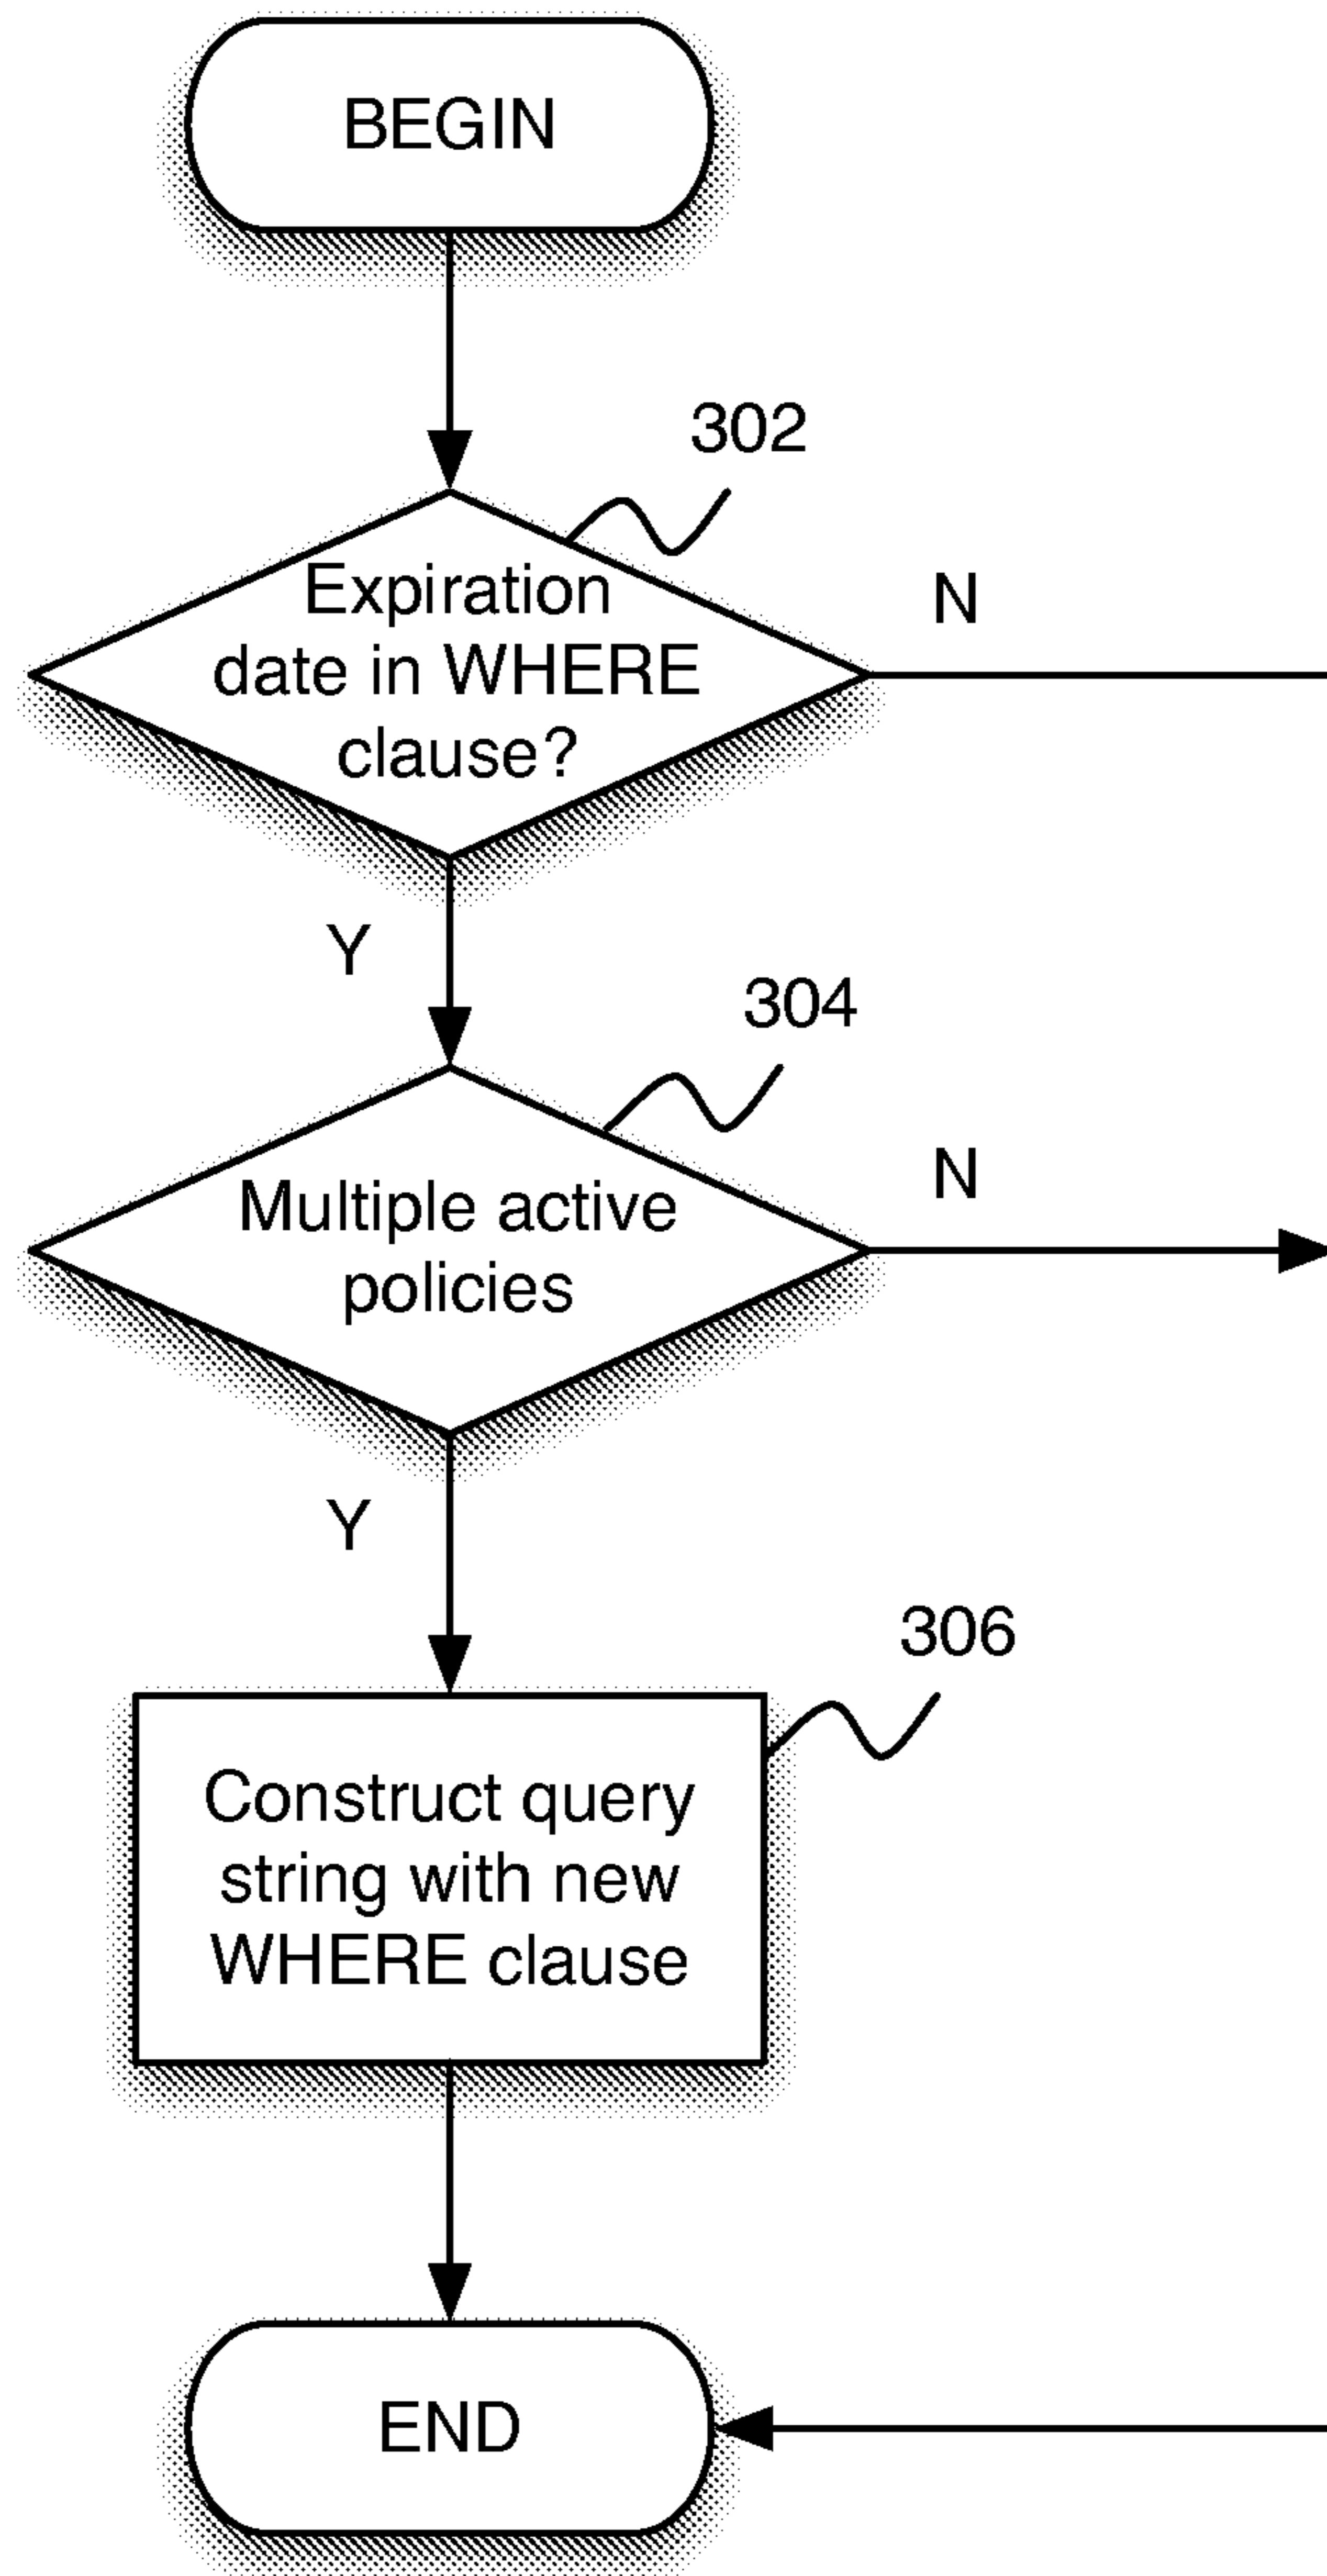 BEGIN
302
Expiration
date in WHERE
clause?
N
Y
304
Multiple active
policies
N
Y
306
Construct query
string with new
WHERE clause
END